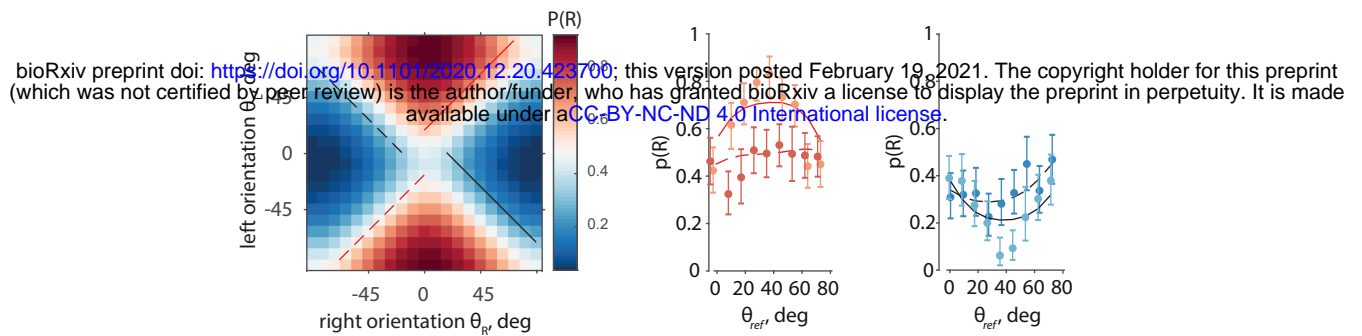 P(R)
bioRxiv preprint doi: https://doi.org/10.1101/2020.12.20.423700; this version posted February 19, 2021. The copyright holder for this preprint
(which was not certified by peer review) is the author/funder, who has granted bioRxiv a license to display the preprint in perpetuity. It is made
available under aCC-BY-NC-ND 4.0 International license.
left orientation θ, deg
45
0
-45
-45 0 45
right orientation θR, deg
0.8
0.6
0.4
0.2
p(R)
1
0.8
0.6
0.4
0.2
0
0 20 40 60 80
θref, deg
p(R)
1
0.8
0.6
0.4
0.2
0
0 20 40 60 80
θref, deg